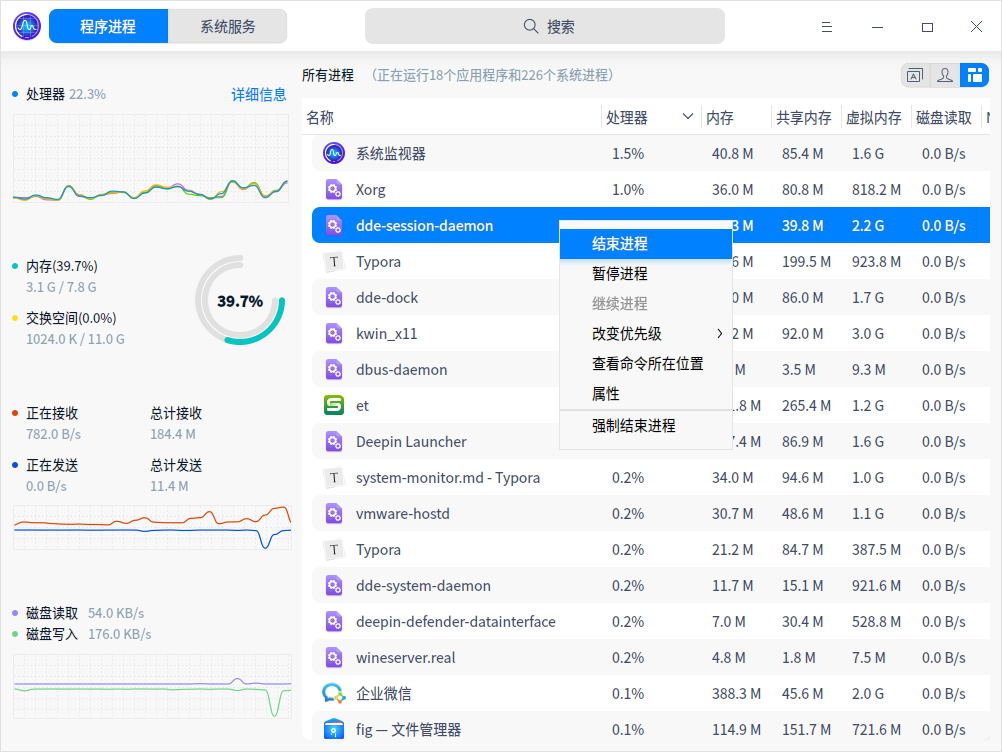 程序进程 系统服务 搜索
处理器 22.3% 详细信息
内存(39.7%)
3.1 G / 7.8 G
39.7%
交换空间(0.0%)
1024.0 K / 11.0 G
正在接收 总计接收
782.0 B/s 184.4 M
正在发送 总计发送
0.0 B/s 11.4 M
磁盘读取 54.0 KB/s
磁盘写入 176.0 KB/s
所有进程 （正在运行18个应用程序和226个系统进程）
名称 处理器 内存 共享内存 虚拟内存 磁盘读取
系统监视器 1.5% 40.8 M 85.4 M 1.6 G 0.0 B/s
Xorg 1.0% 36.0 M 80.8 M 818.2 M 0.0 B/s
dde-session-daemon 3 M 39.8 M 2.2 G 0.0 B/s
T Typora 6 M 199.5 M 923.8 M 0.0 B/s
dde-dock 0 M 86.0 M 1.7 G 0.0 B/s
kwin_x11 2 M 92.0 M 3.0 G 0.0 B/s
dbus-daemon M 3.5 M 9.3 M 0.0 B/s
et .8 M 265.4 M 1.2 G 0.0 B/s
Deepin Launcher 7.4 M 86.9 M 1.6 G 0.0 B/s
T system-monitor.md - Typora 0.2% 34.0 M 94.6 M 1.0 G 0.0 B/s
vmware-hostd 0.2% 30.7 M 48.6 M 1.1 G 0.0 B/s
T Typora 0.2% 21.2 M 84.7 M 387.5 M 0.0 B/s
dde-system-daemon 0.2% 11.7 M 15.1 M 921.6 M 0.0 B/s
deepin-defender-datainterface 0.2% 7.0 M 30.4 M 528.8 M 0.0 B/s
wineserver.real 0.2% 4.8 M 1.8 M 7.5 M 0.0 B/s
企业微信 0.1% 388.3 M 45.6 M 2.0 G 0.0 B/s
fig — 文件管理器 0.1% 114.9 M 151.7 M 721.6 M 0.0 B/s
结束进程
暂停进程
继续进程
改变优先级
查看命令所在位置
属性
强制结束进程